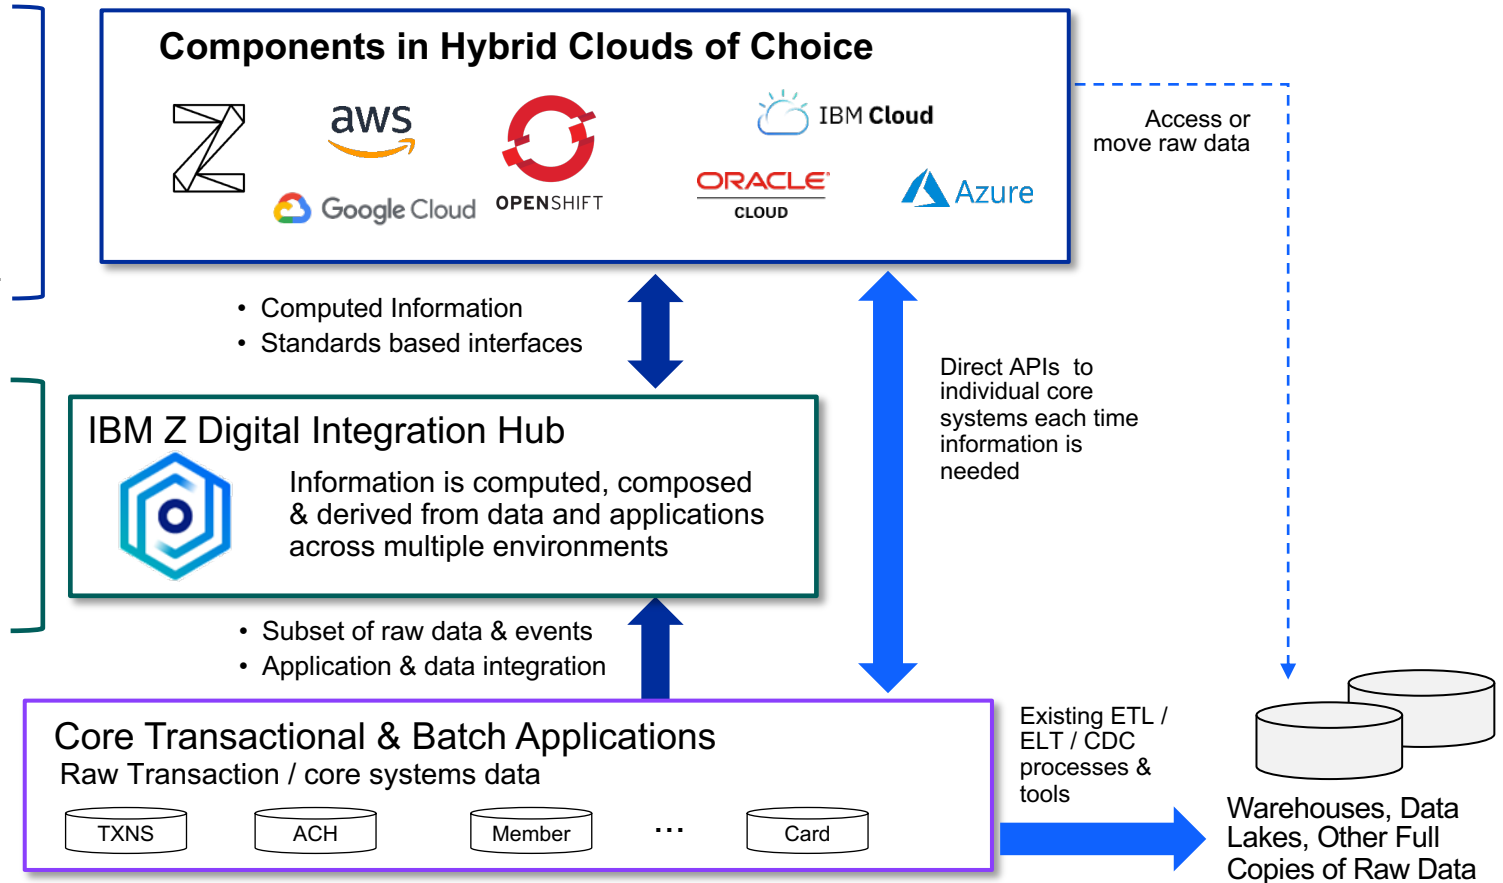 Components in Hybrid Clouds of Choice
aws
Google Cloud
OPENSHIFT
IBM Cloud
ORACLE
CLOUD
Azure
Access or
move raw data
• Computed Information
• Standards based interfaces
Direct APIs to
individual core
systems each time
information is
needed
IBM Z Digital Integration Hub
Information is computed, composed
& derived from data and applications
across multiple environments
• Subset of raw data & events
• Application & data integration
Core Transactional & Batch Applications
Raw Transaction / core systems data
TXNS
ACH
Member
...
Card
Existing ETL /
ELT / CDC
processes &
tools
Warehouses, Data
Lakes, Other Full
Copies of Raw Data